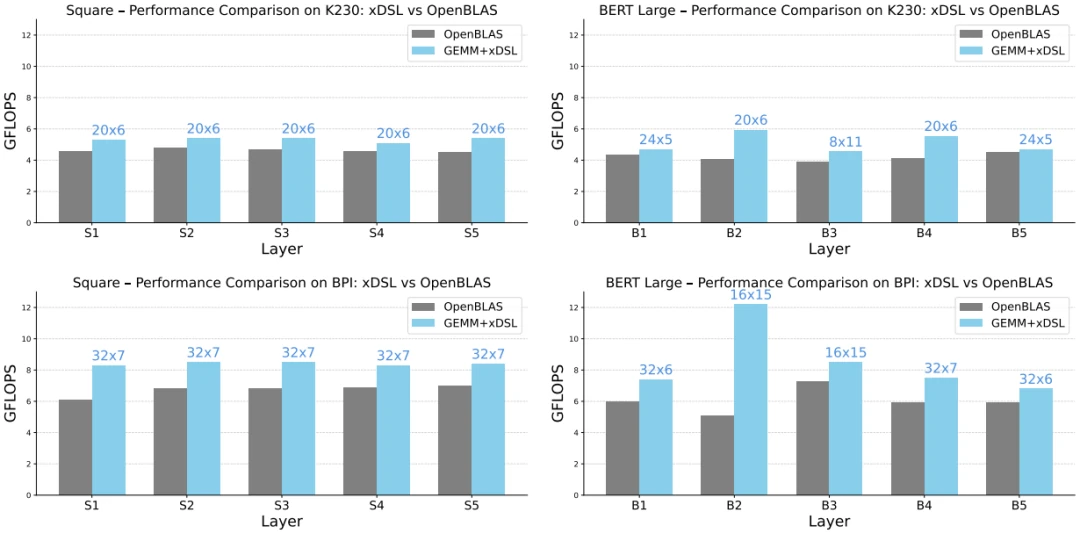 Square – Performance Comparison on K230: xDSL vs OpenBLAS
OpenBLAS
GEMM+xDSL
GFLOPS
12
10
8
6
4
2
0
20x6
20x6
20x6
20x6
20x6
S1
S2
S3
S4
S5
Layer
BERT Large – Performance Comparison on K230: xDSL vs OpenBLAS
OpenBLAS
GEMM+xDSL
GFLOPS
12
10
8
6
4
2
0
24x5
20x6
8x11
20x6
24x5
B1
B2
B3
B4
B5
Layer
Square – Performance Comparison on BPI: xDSL vs OpenBLAS
OpenBLAS
GEMM+xDSL
GFLOPS
12
10
8
6
4
2
0
32x7
32x7
32x7
32x7
32x7
S1
S2
S3
S4
S5
Layer
BERT Large – Performance Comparison on BPI: xDSL vs OpenBLAS
OpenBLAS
GEMM+xDSL
GFLOPS
12
10
8
6
4
2
0
32x6
16x15
16x15
32x7
32x6
B1
B2
B3
B4
B5
Layer